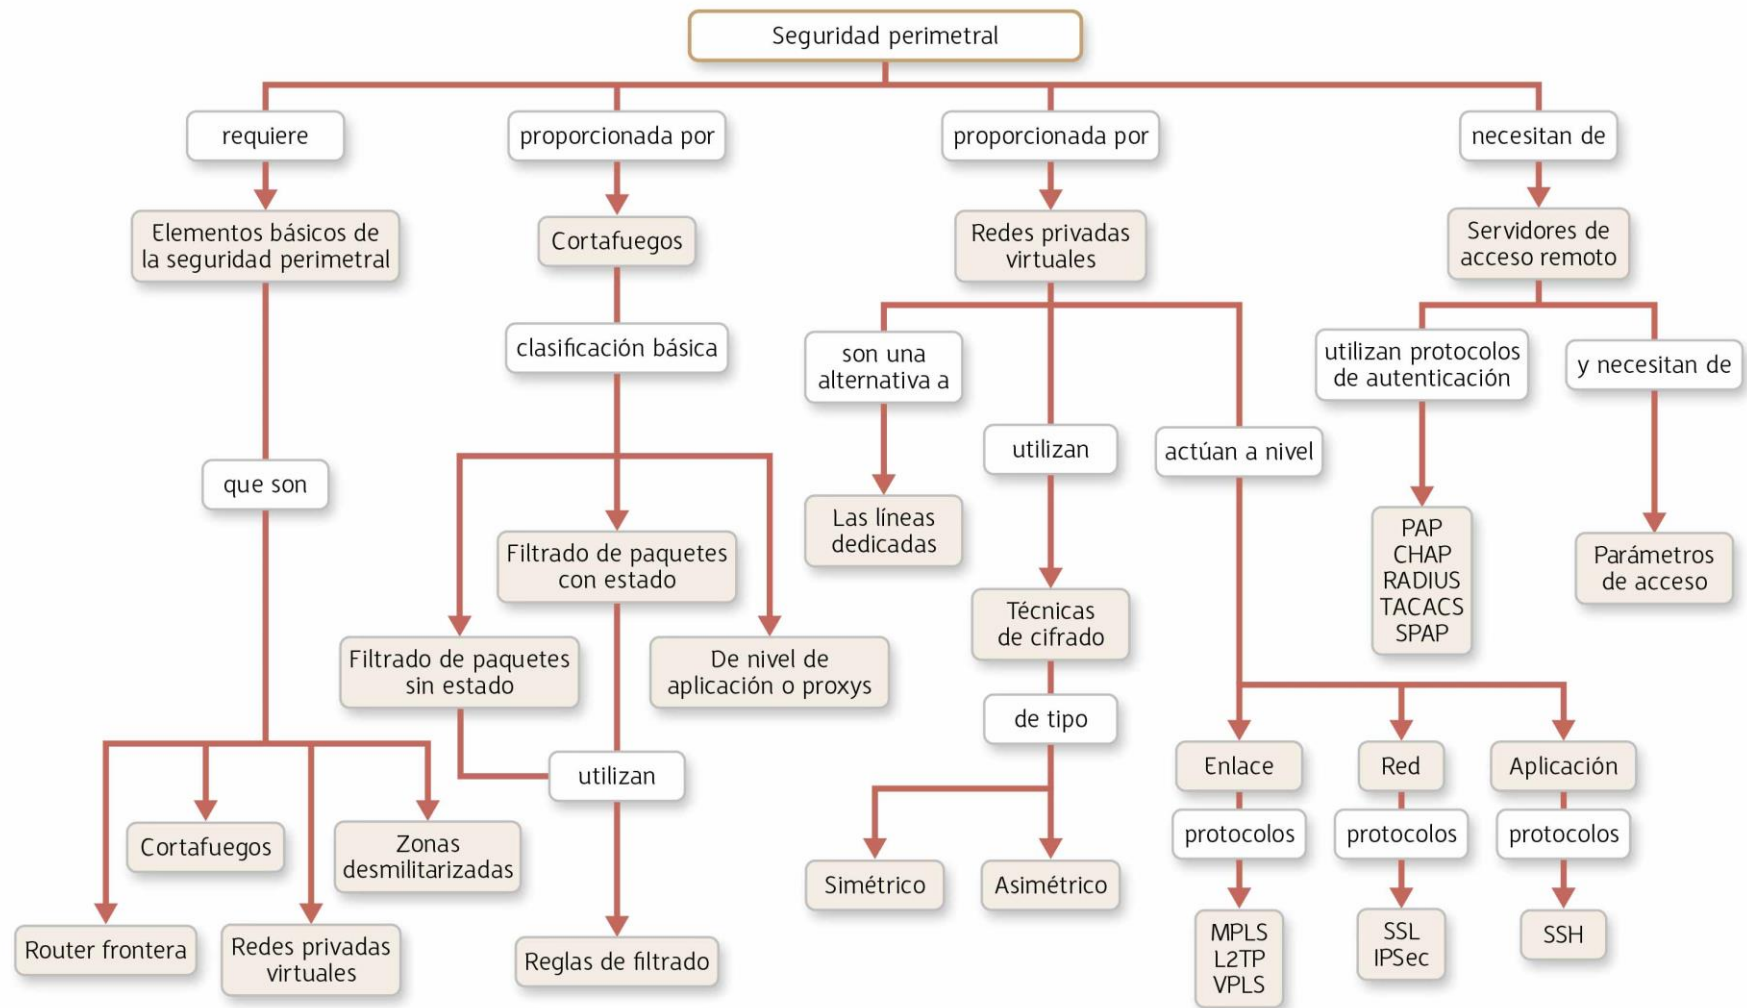 Seguridad perimetral
requiere
proporcionada por
proporcionada por
necesitan de
Elementos básicos de
la seguridad perimetral
Cortafuegos
Redes privadas
virtuales
Servidores de
acceso remoto
clasificación básica
son una
alternativa a
utilizan protocolos
de autenticación
y necesitan de
utilizan
actúan a nivel
que son
Las líneas
dedicadas
PAP
CHAP
RADIUS
TACACS
SPAP
Parámetros
de acceso
Filtrado de paquetes
con estado
Técnicas
de cifrado
Filtrado de paquetes
sin estado
De nivel de
aplicación o proxys
de tipo
utilizan
Enlace
Red
Aplicación
protocolos
protocolos
protocolos
Cortafuegos
Zonas
desmilitarizadas
Simétrico
Asimétrico
Router frontera
Redes privadas
virtuales
Reglas de filtrado
MPLS
L2TP
VPLS
SSL
IPSec
SSH